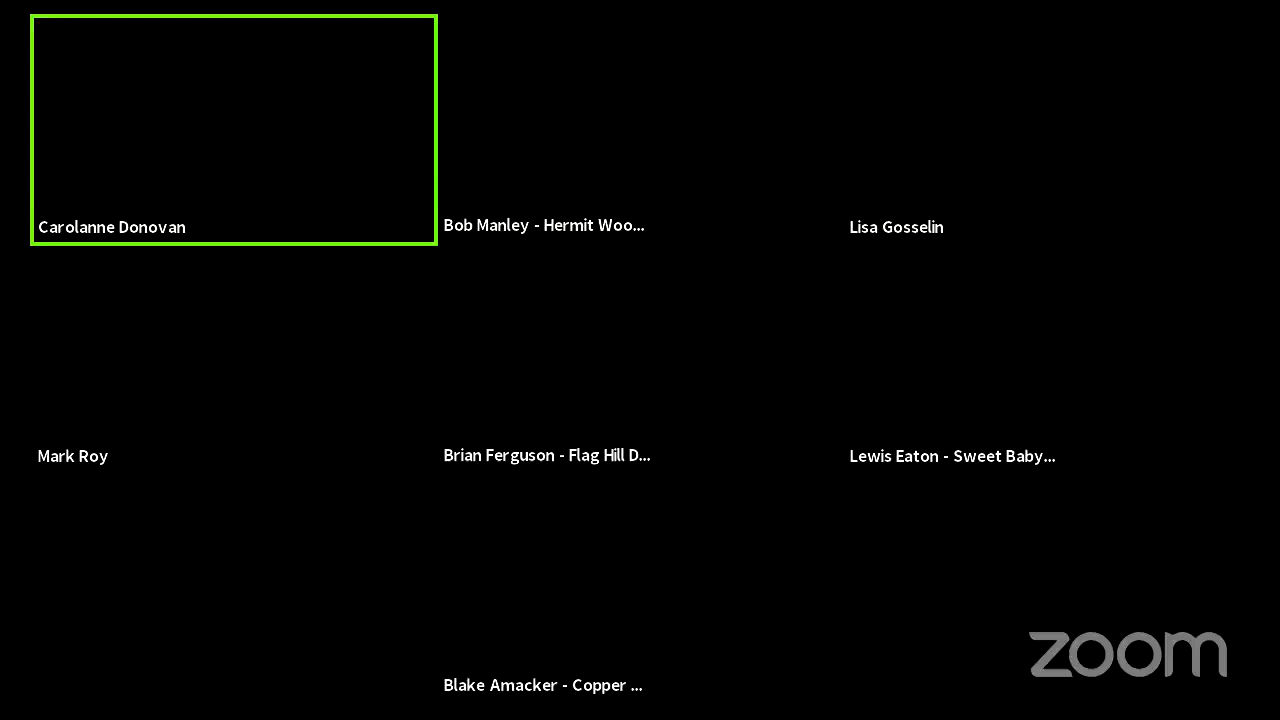 Carolanne Donovan
Bob Manley - Hermit Woo...
Lisa Gosselin
Mark Roy
Brian Ferguson - Flag Hill D...
Lewis Eaton - Sweet Baby...
Blake Amacker - Copper ...
zoom